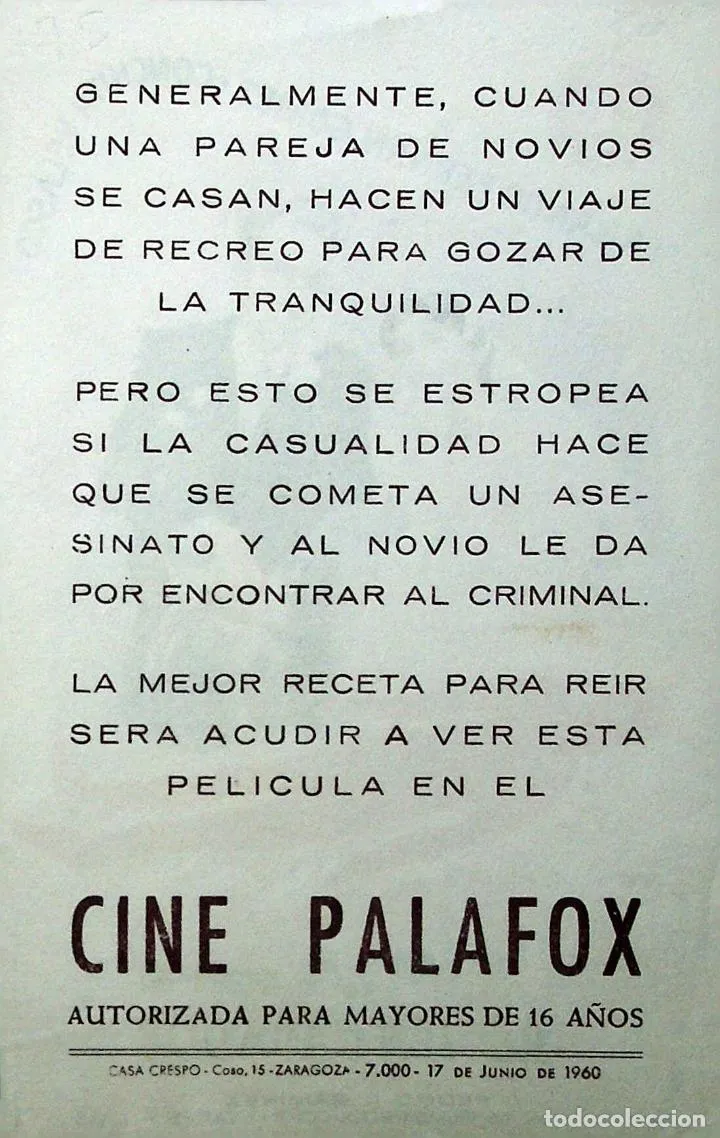 GENERALMENTE, CUANDO
UNA PAREJA DE NOVIOS
SE CASAN, HACEN UN VIAJE
DE RECREO PARA GOZAR DE
LA TRANQUILIDAD...
PERO ESTO SE ESTROPEA
SI LA CASUALIDAD HACE
QUE SE COMETA UN ASE-
SINATO Y AL NOVIO LE DA
POR ENCONTRAR AL CRIMINAL.
LA MEJOR RECETA PARA REIR
SERA ACUDIR A VER ESTA
PELICULA EN EL
CINE PALAFOX
AUTORIZADA PARA MAYORES DE 16 AÑOS
CASA CRESPO - Coso, 15 - ZARAGOZA - 7.000 - 17 DE JUNIO DE 1960
todocoleccion